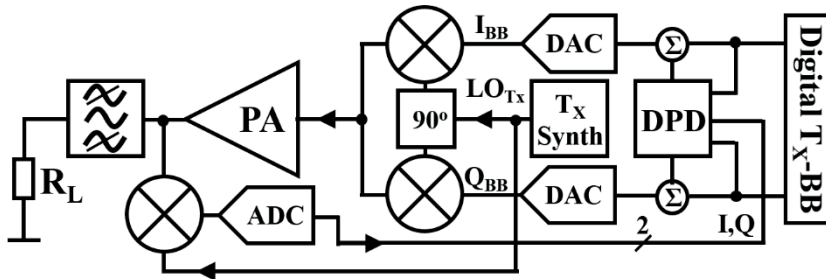 I_BB
DAC
Σ
PA
90°
LO_Tx
T_X
Synth
DPD
Digital T_X-BB
R_L
Q_BB
DAC
Σ
ADC
2
I,Q